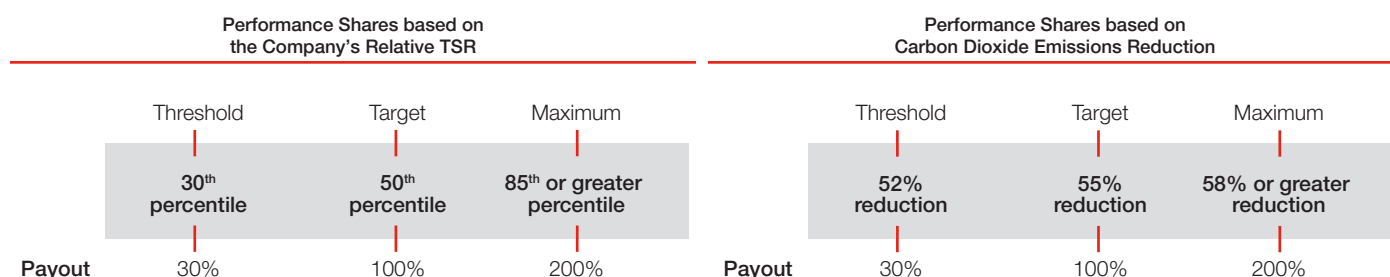 Performance Shares based on
the Company's Relative TSR
Threshold Target Maximum
30th percentile 50th percentile 85th or greater percentile
Payout 30% 100% 200%
Performance Shares based on
Carbon Dioxide Emissions Reduction
Threshold Target Maximum
52% reduction 55% reduction 58% or greater reduction
Payout 30% 100% 200%